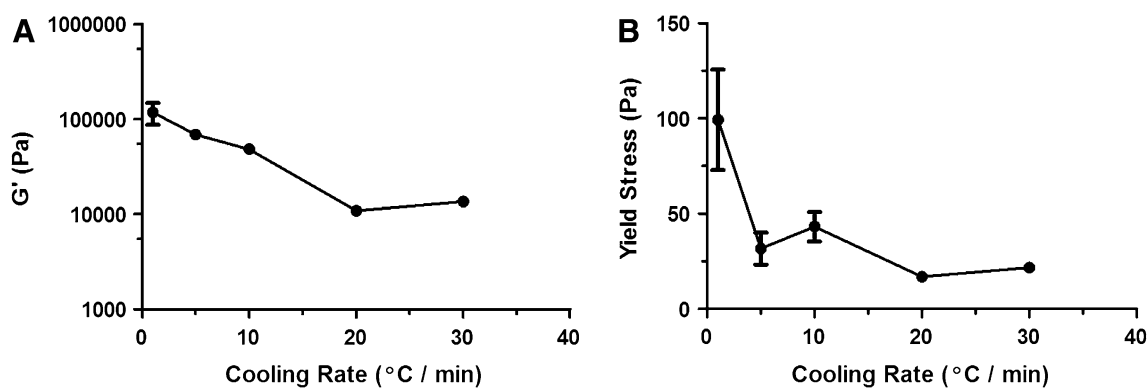 A
1000000
100000
10000
1000
G' (Pa)
0 10 20 30 40
Cooling Rate (°C / min)
B
150
100
50
0
Yield Stress (Pa)
0 10 20 30 40
Cooling Rate (°C / min)